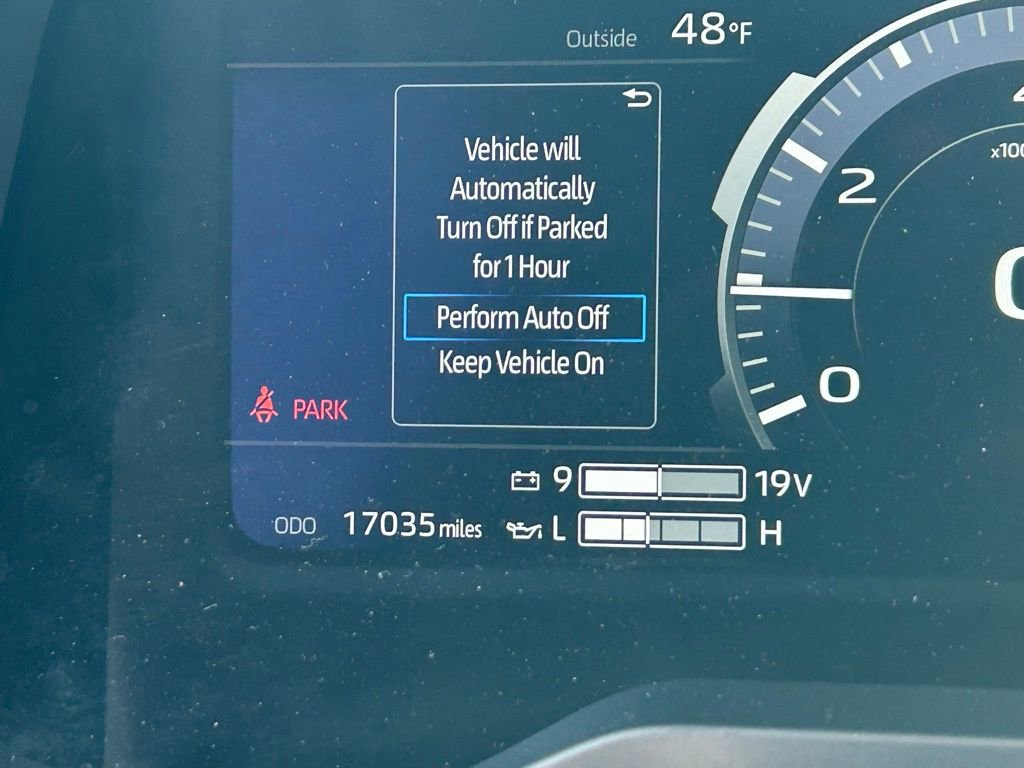 Outside 48°F
Vehicle will
Automatically
Turn Off if Parked
for 1 Hour
Perform Auto Off
Keep Vehicle On
PARK
2
0
9 19V
ODO 17035 miles L H